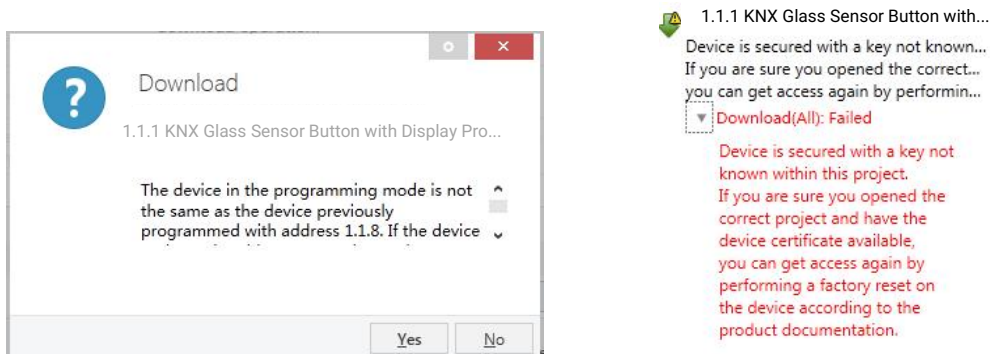 Download
1.1.1 KNX Glass Sensor Button with Display Pro...
The device in the programming mode is not
the same as the device previously
programmed with address 1.1.8. If the device
Yes
No
1.1.1 KNX Glass Sensor Button with...
Device is secured with a key not known...
If you are sure you opened the correct...
you can get access again by performin...
Download(All): Failed
Device is secured with a key not
known within this project.
If you are sure you opened the
correct project and have the
device certificate available,
you can get access again by
performing a factory reset on
the device according to the
product documentation.